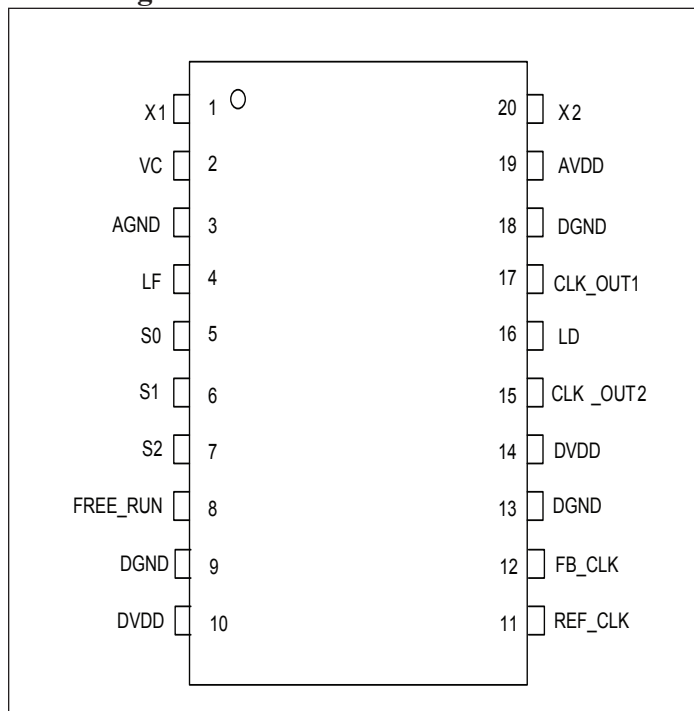 X1 1 20 X2
VC 2 19 AVDD
AGND 3 18 DGND
LF 4 17 CLK_OUT1
S0 5 16 LD
S1 6 15 CLK _OUT2
S2 7 14 DVDD
FREE_RUN 8 13 DGND
DGND 9 12 FB_CLK
DVDD 10 11 REF_CLK